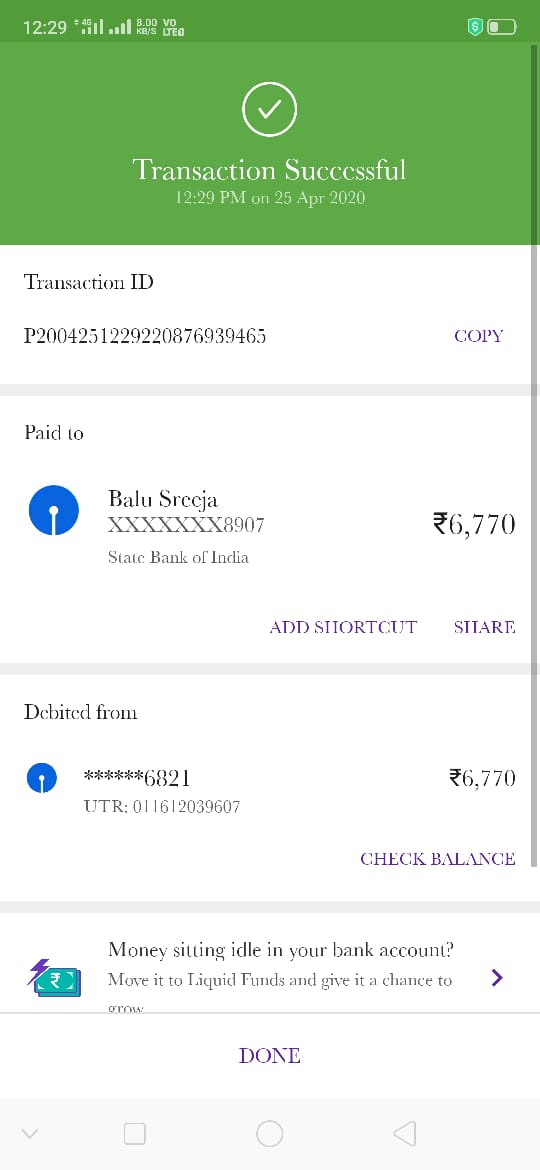 12:29 4G 8.00 KB/S VO LTE
Transaction Successful
12:29 PM on 25 Apr 2020
Transaction ID
P2004251229220876939465 COPY
Paid to
Balu Sreeja
XXXXXXX8907
₹6,770
State Bank of India
ADD SHORTCUT SHARE
Debited from
******6821 ₹6,770
UTR: 011612039607
CHECK BALANCE
Money sitting idle in your bank account?
Move it to Liquid Funds and give it a chance to
grow
DONE